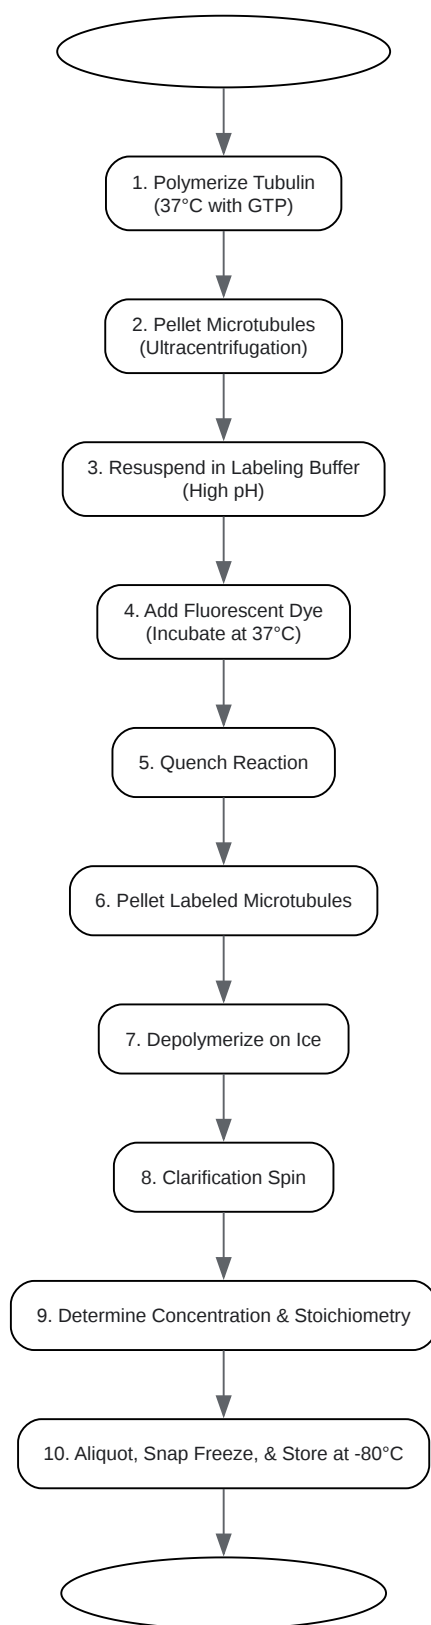 1. Polymerize Tubulin
(37°C with GTP)
2. Pellet Microtubules
(Ultracentrifugation)
3. Resuspend in Labeling Buffer
(High pH)
4. Add Fluorescent Dye
(Incubate at 37°C)
5. Quench Reaction
6. Pellet Labeled Microtubules
7. Depolymerize on Ice
8. Clarification Spin
9. Determine Concentration & Stoichiometry
10. Aliquot, Snap Freeze, & Store at -80°C